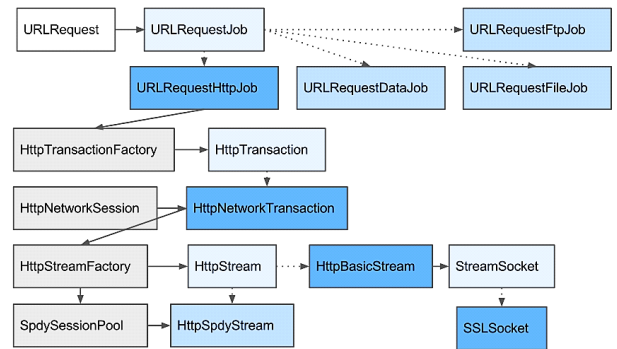 URLRequest
URLRequestJob
URLRequestFtpJob
URLRequestHttpJob
URLRequestDataJob
URLRequestFileJob
HttpTransactionFactory
HttpTransaction
HttpNetworkSession
HttpNetworkTransaction
HttpStreamFactory
HttpStream
HttpBasicStream
StreamSocket
SpdySessionPool
HttpSpdyStream
SSLSocket